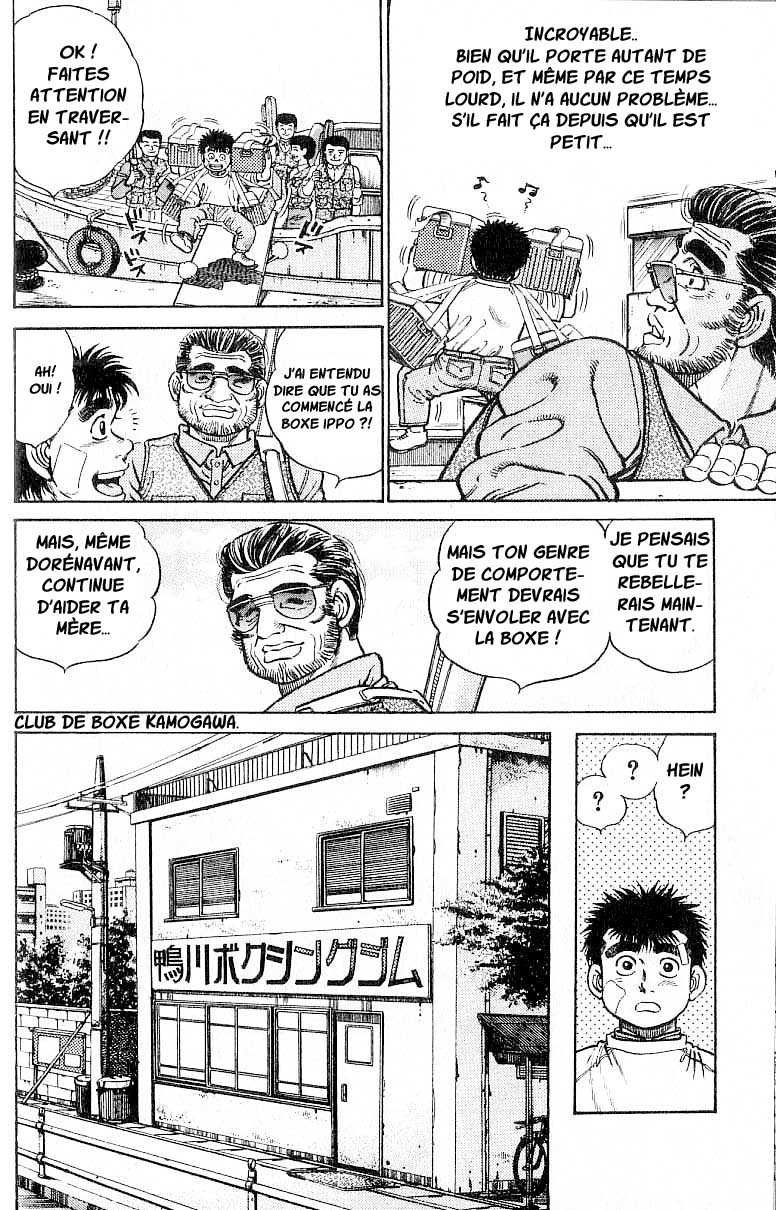 INCROYABLE..
BIEN QU'IL PORTE AUTANT DE
POID, ET MÊME PAR CE TEMPS
LOURD, IL N'A AUCUN PROBLÈME...
S'IL FAIT ÇA DEPUIS QU'IL EST
PETIT...
OK !
FAITES
ATTENTION
EN TRAVER-
SANT !!
J'AI ENTENDU
DIRE QUE TU AS
COMMENCÉ LA
BOXE IPPO ?!
AH!
OUI !
JE PENSAIS
QUE TU TE
REBELLE-
RAIS MAIN-
TENANT.
MAIS TON GENRE
DE COMPORTE-
MENT DEVRAIS
S'ENVOLER AVEC
LA BOXE !
MAIS, MÊME
DORÉNAVANT,
CONTINUE
D'AIDER TA
MÈRE...
HEIN
?
?
?
CLUB DE BOXE KAMOGAWA.
鴨川ボクシングジム